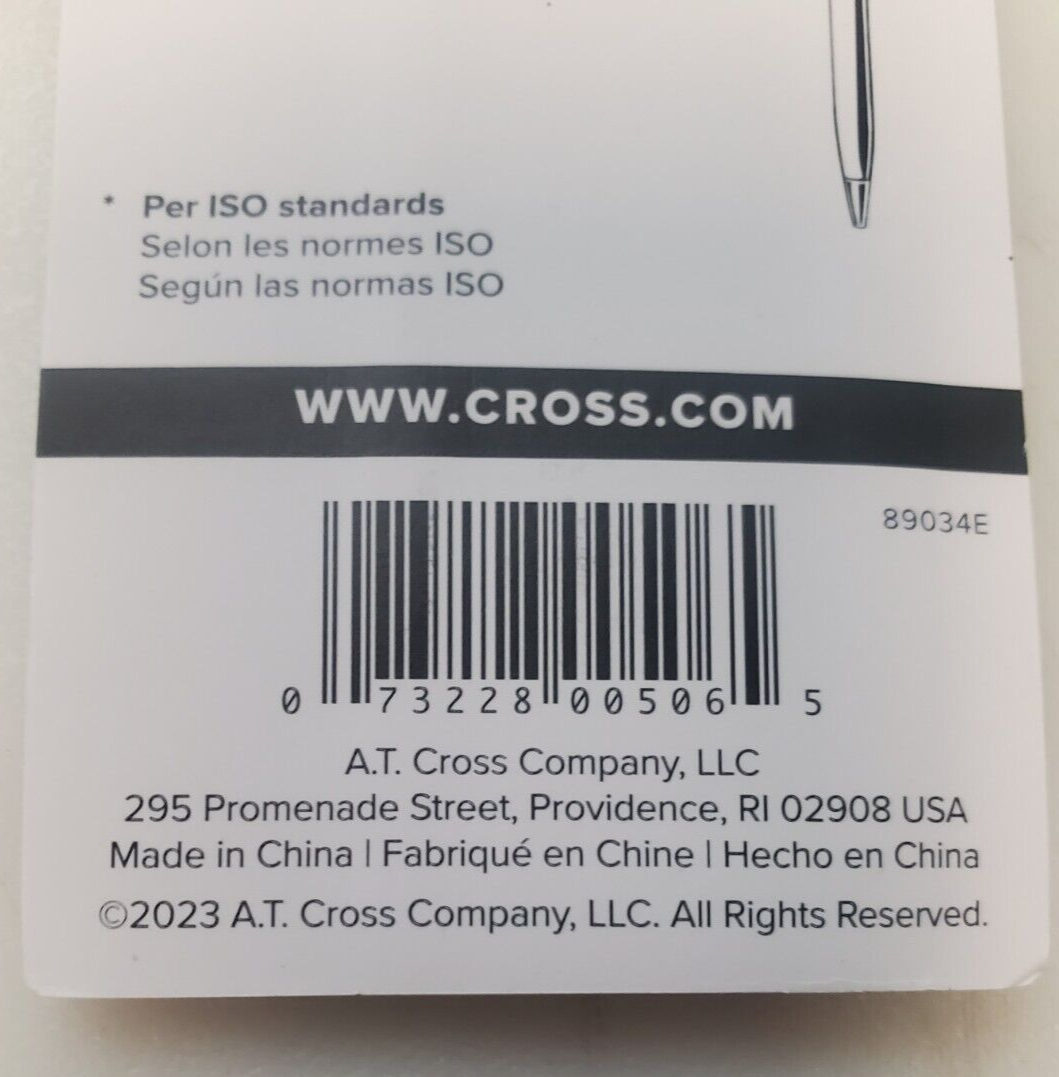 * Per ISO standards
Selon les normes ISO
Según las normas ISO
WWW.CROSS.COM
89034E
0 73228 00506 5
A.T. Cross Company, LLC
295 Promenade Street, Providence, RI 02908 USA
Made in China | Fabriqué en Chine | Hecho en China
©2023 A.T. Cross Company, LLC. All Rights Reserved.